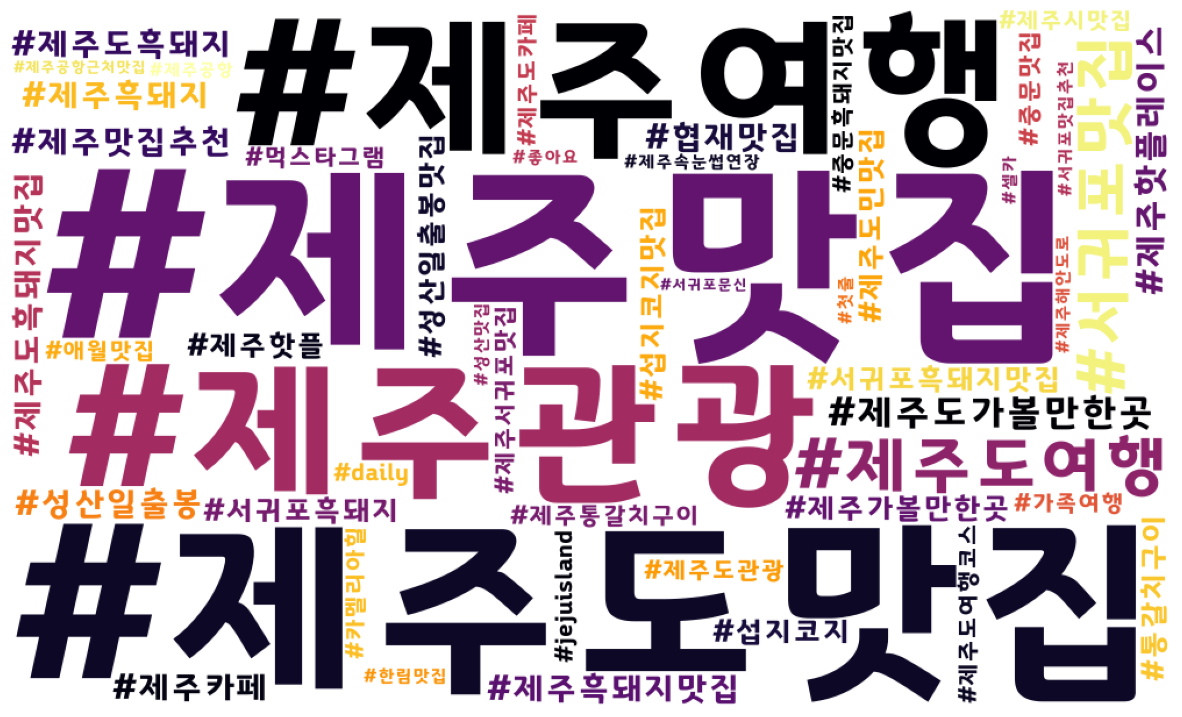 #제주도흑돼지
#제주여행
#제주도카페
#중문흑돼지맛집
#제주시맛집
#제주공항근처맛집
#제주공항
#제주흑돼지
#중문맛집
#서귀포맛집추천
#서귀포맛집
#제주핫플레이스
#제주맛집추천
#먹스타그램
#성산일출봉맛집
#좋아요
#협재맛집
#제주속눈썹연장
#제주도민맛집
#셀카
#제주도흑돼지맛집
#제주맛집
#섭지코지맛집
#서귀포문신
#첫줄
#제주해안도로
#애월맛집
#제주핫플
#성산맛집
#제주서귀포맛집
#제주관광
#서귀포흑돼지맛집
#제주도가볼만한곳
#제주도여행
#daily
#성산일출봉
#서귀포흑돼지
#제주통갈치구이
#제주가볼만한곳
#가족여행
#제주도맛집
#카멜리아힐
#jejuisland
#제주도관광
#섭지코지
#제주도여행코스
#통갈치구이
#제주카페
#한림맛집
#제주흑돼지맛집